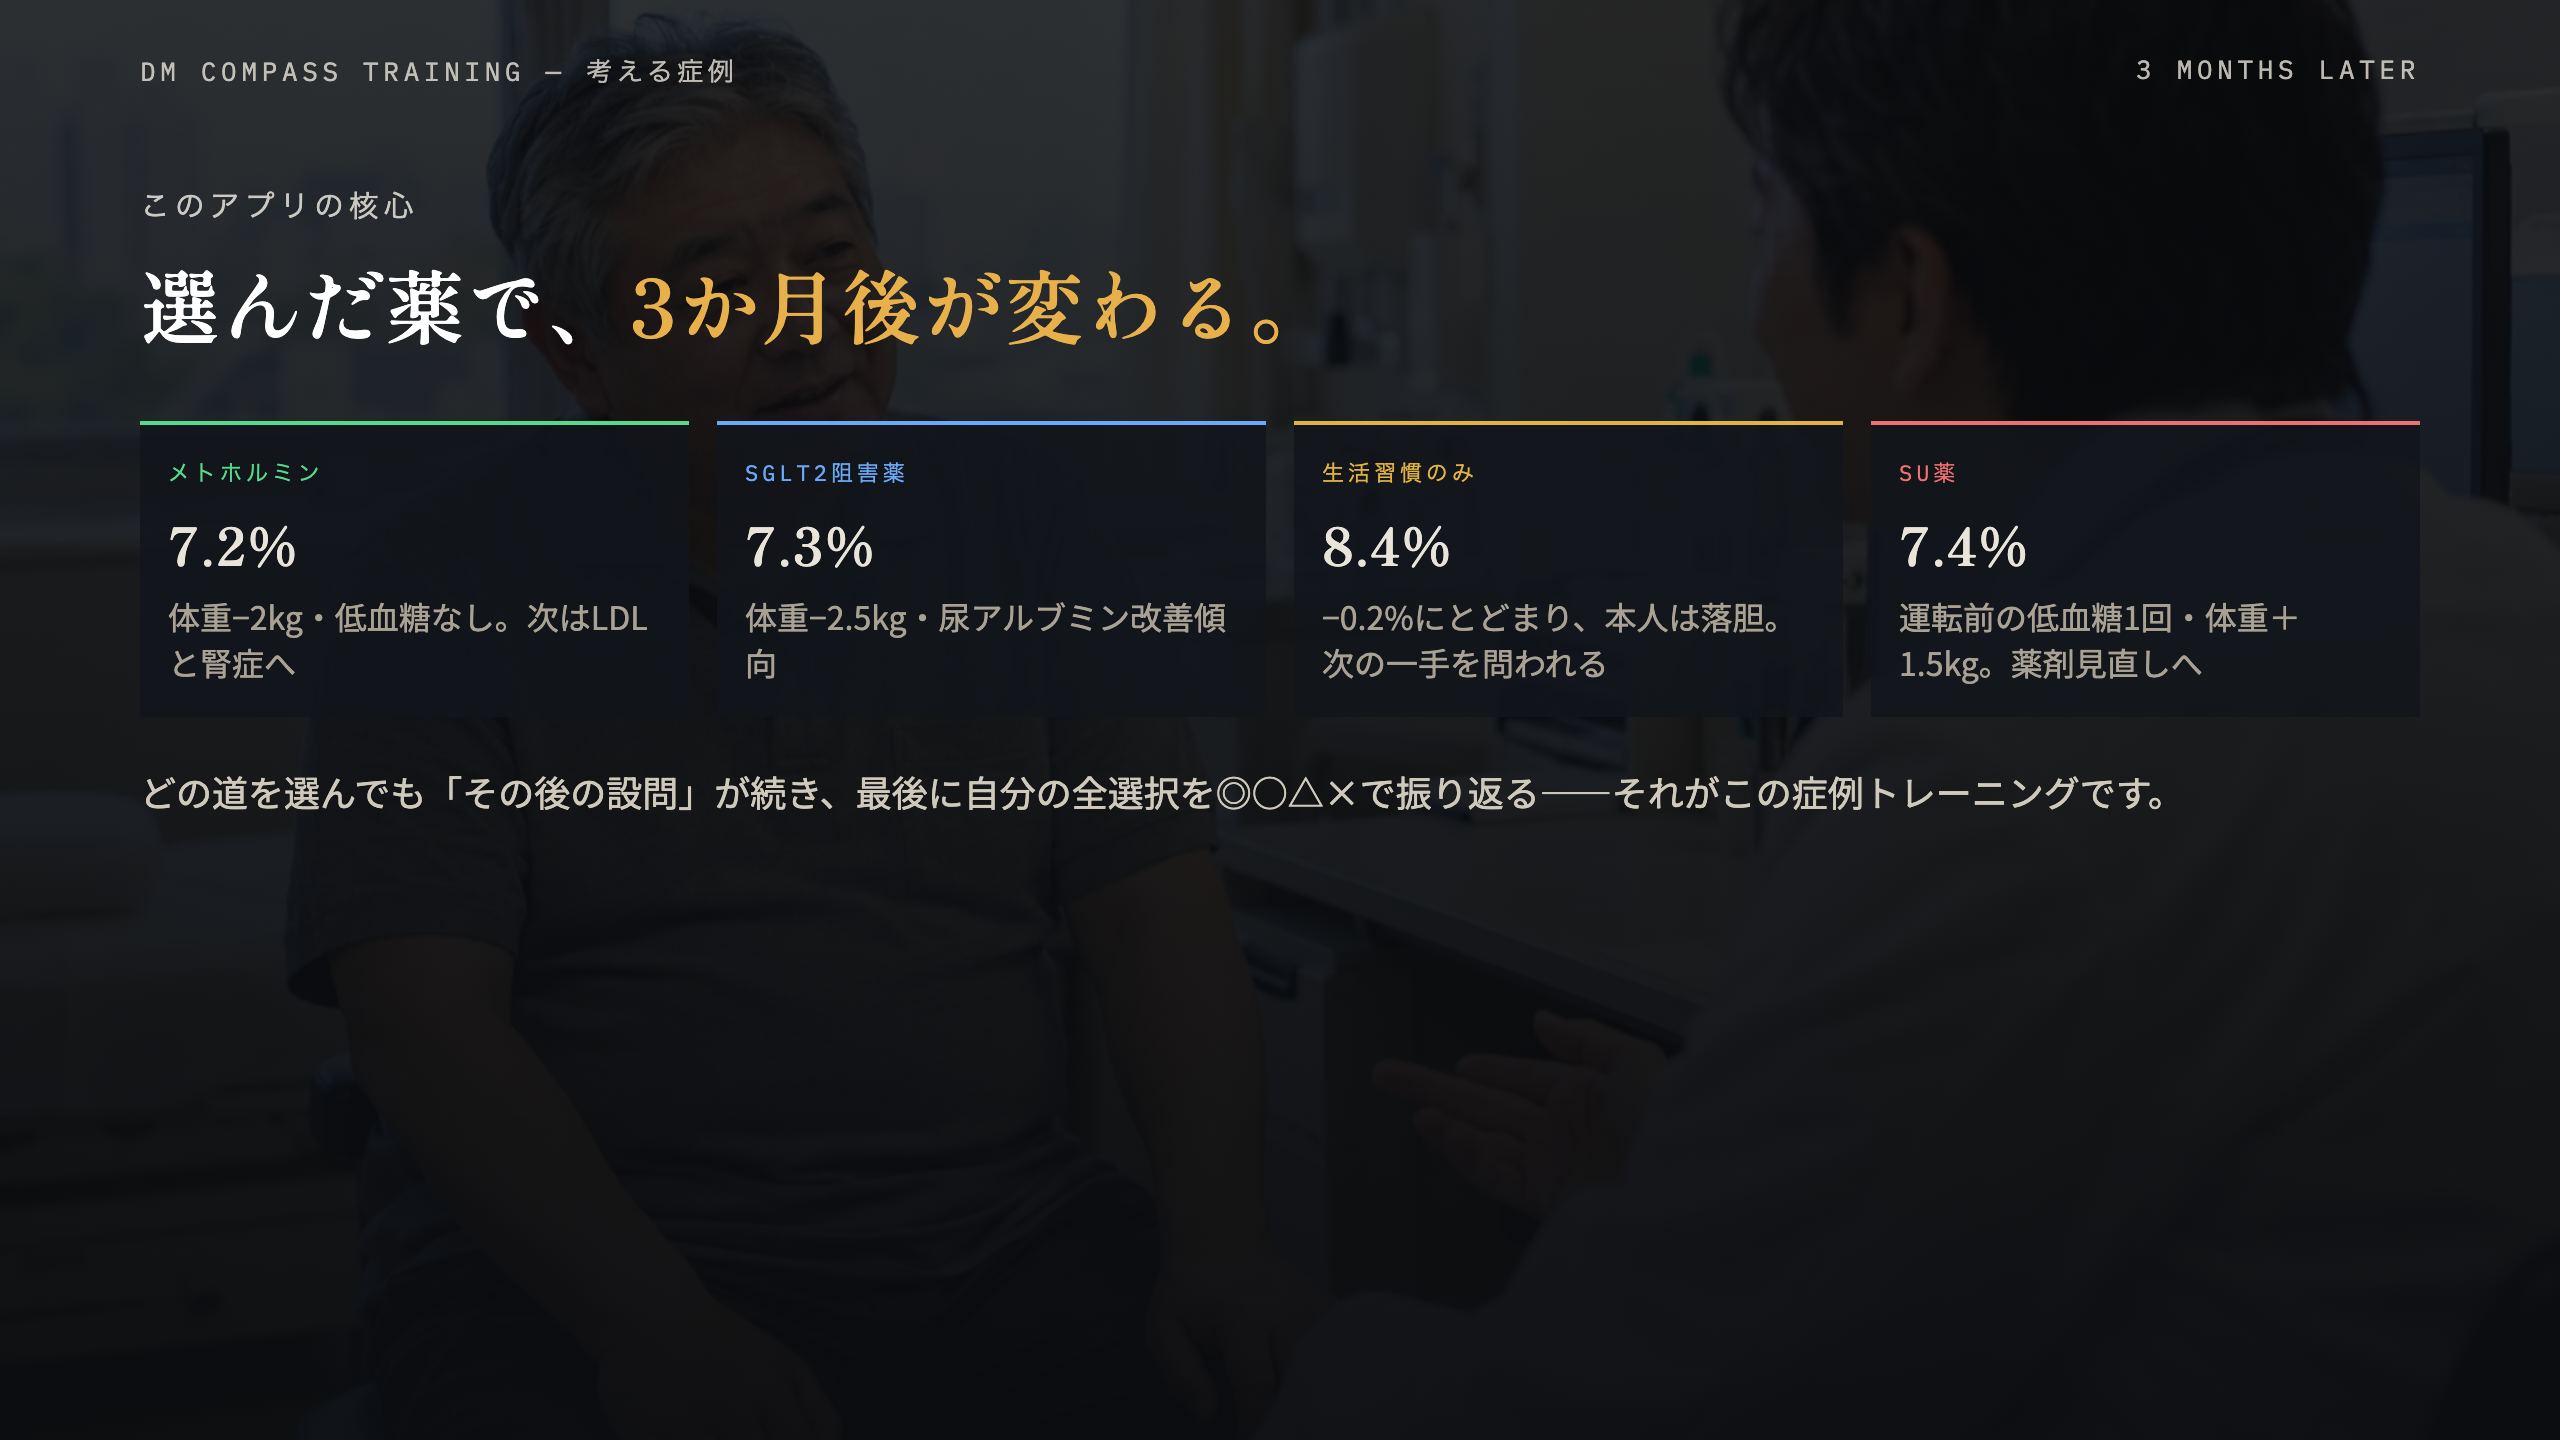 DM COMPASS TRAINING — 考える症例
3 MONTHS LATER
このアプリの核心
選んだ薬で、3か月後が変わる。
メトホルミン
7.2%
体重−2kg・低血糖なし。次はLDL
と腎症へ
SGLT2阻害薬
7.3%
体重−2.5kg・尿アルブミン改善傾
向
生活習慣のみ
8.4%
−0.2%にとどまり、本人は落胆。
次の一手を問われる
SU薬
7.4%
運転前の低血糖1回・体重＋
1.5kg。薬剤見直しへ
どの道を選んでも「その後の設問」が続き、最後に自分の全選択を◎○△×で振り返る――それがこの症例トレーニングです。